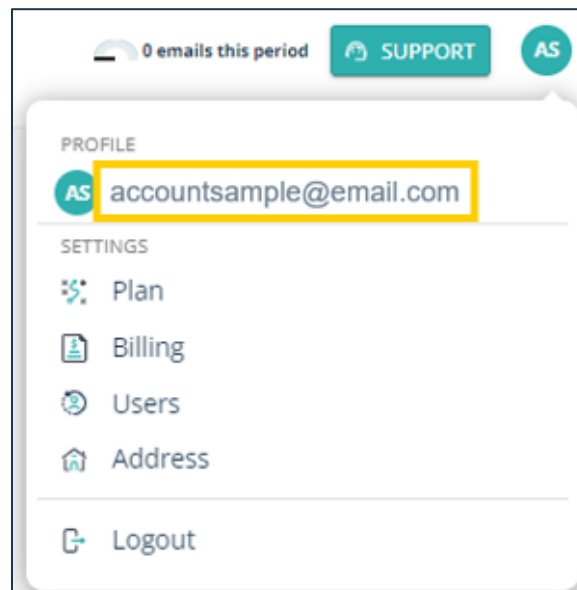 0 emails this period SUPPORT AS
PROFILE
AS accountsample@email.com
SETTINGS
Plan
Billing
Users
Address
Logout